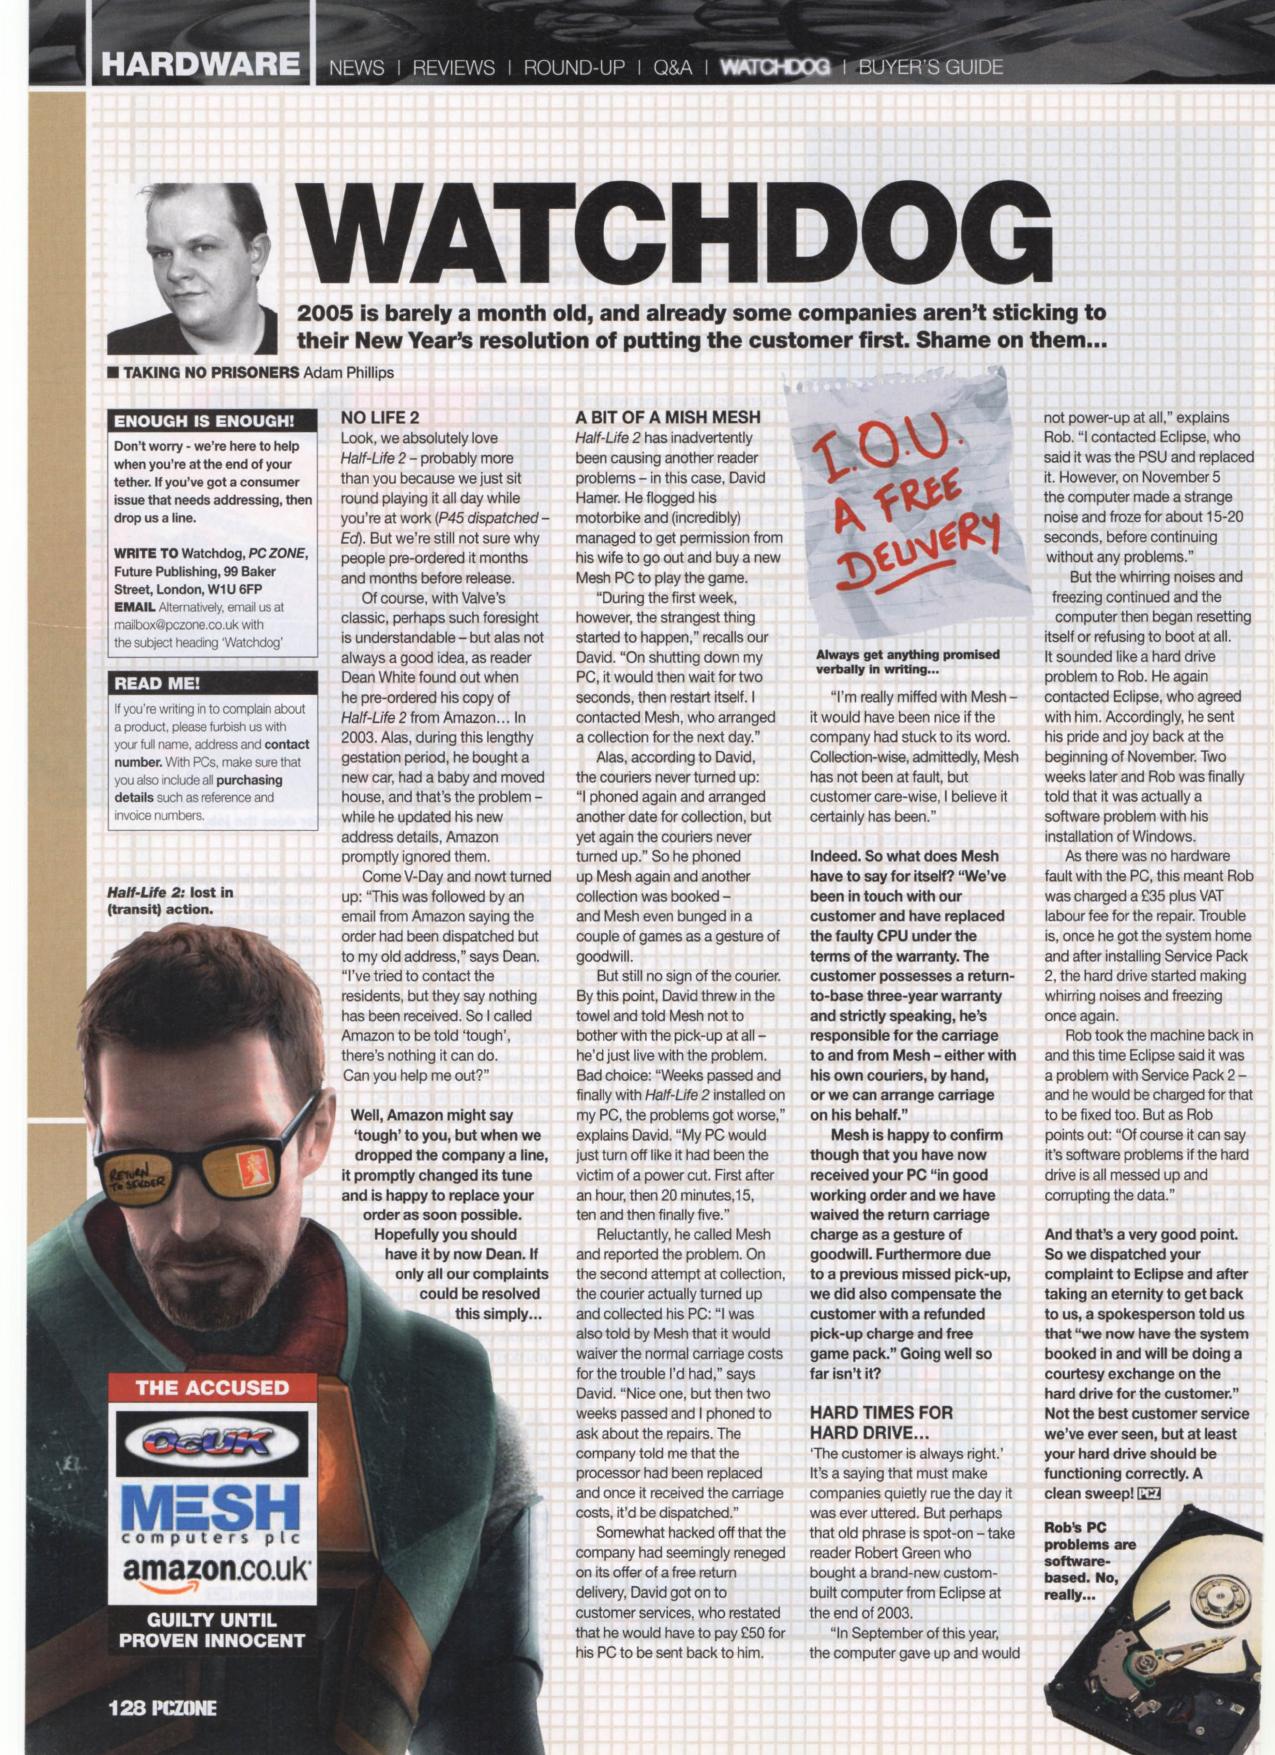 HARDWARE
NEWS | REVIEWS | ROUND-UP | Q&A | WATCHDOG | BUYER'S GUIDE
WATCHDOG
2005 is barely a month old, and already some companies aren't sticking to
their New Year's resolution of putting the customer first. Shame on them...
■ TAKING NO PRISONERS Adam Phillips
ENOUGH IS ENOUGH!
Don't worry - we're here to help
when you're at the end of your
tether. If you've got a consumer
issue that needs addressing, then
drop us a line.
WRITE TO Watchdog, PC ZONE,
Future Publishing, 99 Baker
Street, London, W1U 6FP
EMAIL Alternatively, email us at
mailbox@pczone.co.uk with
the subject heading 'Watchdog'
READ ME!
If you're writing in to complain about
a product, please furbish us with
your full name, address and contact
number. With PCs, make sure that
you also include all purchasing
details such as reference and
invoice numbers.
Half-Life 2: lost in
(transit) action.
RETURN
TO SENDER
THE ACCUSED
OcUK
MESH
computers plc
amazon.co.uk
GUILTY UNTIL
PROVEN INNOCENT
NO LIFE 2
Look, we absolutely love
Half-Life 2 – probably more
than you because we just sit
round playing it all day while
you're at work (P45 dispatched –
Ed). But we're still not sure why
people pre-ordered it months
and months before release.
Of course, with Valve's
classic, perhaps such foresight
is understandable – but alas not
always a good idea, as reader
Dean White found out when
he pre-ordered his copy of
Half-Life 2 from Amazon... In
2003. Alas, during this lengthy
gestation period, he bought a
new car, had a baby and moved
house, and that's the problem –
while he updated his new
address details, Amazon
promptly ignored them.
Come V-Day and nowt turned
up: "This was followed by an
email from Amazon saying the
order had been dispatched but
to my old address," says Dean.
"I've tried to contact the
residents, but they say nothing
has been received. So I called
Amazon to be told 'tough',
there's nothing it can do.
Can you help me out?"
Well, Amazon might say
'tough' to you, but when we
dropped the company a line,
it promptly changed its tune
and is happy to replace your
order as soon possible.
Hopefully you should
have it by now Dean. If
only all our complaints
could be resolved
this simply...
A BIT OF A MISH MESH
Half-Life 2 has inadvertently
been causing another reader
problems – in this case, David
Hamer. He flogged his
motorbike and (incredibly)
managed to get permission from
his wife to go out and buy a new
Mesh PC to play the game.
"During the first week,
however, the strangest thing
started to happen," recalls our
David. "On shutting down my
PC, it would then wait for two
seconds, then restart itself. I
contacted Mesh, who arranged
a collection for the next day."
Alas, according to David,
the couriers never turned up:
"I phoned again and arranged
another date for collection, but
yet again the couriers never
turned up." So he phoned
up Mesh again and another
collection was booked –
and Mesh even bunged in a
couple of games as a gesture of
goodwill.
But still no sign of the courier.
By this point, David threw in the
towel and told Mesh not to
bother with the pick-up at all –
he'd just live with the problem.
Bad choice: "Weeks passed and
finally with Half-Life 2 installed on
my PC, the problems got worse,"
explains David. "My PC would
just turn off like it had been the
victim of a power cut. First after
an hour, then 20 minutes,15,
ten and then finally five."
Reluctantly, he called Mesh
and reported the problem. On
the second attempt at collection,
the courier actually turned up
and collected his PC: "I was
also told by Mesh that it would
waiver the normal carriage costs
for the trouble I'd had," says
David. "Nice one, but then two
weeks passed and I phoned to
ask about the repairs. The
company told me that the
processor had been replaced
and once it received the carriage
costs, it'd be dispatched."
Somewhat hacked off that the
company had seemingly reneged
on its offer of a free return
delivery, David got on to
customer services, who restated
that he would have to pay £50 for
his PC to be sent back to him.
I.O.U.
A FREE
DELIVERY
Always get anything promised
verbally in writing...
"I'm really miffed with Mesh –
it would have been nice if the
company had stuck to its word.
Collection-wise, admittedly, Mesh
has not been at fault, but
customer care-wise, I believe it
certainly has been."
Indeed. So what does Mesh
have to say for itself? "We've
been in touch with our
customer and have replaced
the faulty CPU under the
terms of the warranty. The
customer possesses a return-
to-base three-year warranty
and strictly speaking, he's
responsible for the carriage
to and from Mesh – either with
his own couriers, by hand,
or we can arrange carriage
on his behalf."
Mesh is happy to confirm
though that you have now
received your PC "in good
working order and we have
waived the return carriage
charge as a gesture of
goodwill. Furthermore due
to a previous missed pick-up,
we did also compensate the
customer with a refunded
pick-up charge and free
game pack." Going well so
far isn't it?
HARD TIMES FOR
HARD DRIVE...
'The customer is always right.'
It's a saying that must make
companies quietly rue the day it
was ever uttered. But perhaps
that old phrase is spot-on – take
reader Robert Green who
bought a brand-new custom-
built computer from Eclipse at
the end of 2003.
"In September of this year,
the computer gave up and would
not power-up at all," explains
Rob. "I contacted Eclipse, who
said it was the PSU and replaced
it. However, on November 5
the computer made a strange
noise and froze for about 15-20
seconds, before continuing
without any problems."
But the whirring noises and
freezing continued and the
computer then began resetting
itself or refusing to boot at all.
It sounded like a hard drive
problem to Rob. He again
contacted Eclipse, who agreed
with him. Accordingly, he sent
his pride and joy back at the
beginning of November. Two
weeks later and Rob was finally
told that it was actually a
software problem with his
installation of Windows.
As there was no hardware
fault with the PC, this meant Rob
was charged a £35 plus VAT
labour fee for the repair. Trouble
is, once he got the system home
and after installing Service Pack
2, the hard drive started making
whirring noises and freezing
once again.
Rob took the machine back in
and this time Eclipse said it was
a problem with Service Pack 2 –
and he would be charged for that
to be fixed too. But as Rob
points out: "Of course it can say
it's software problems if the hard
drive is all messed up and
corrupting the data."
And that's a very good point.
So we dispatched your
complaint to Eclipse and after
taking an eternity to get back
to us, a spokesperson told us
that "we now have the system
booked in and will be doing a
courtesy exchange on the
hard drive for the customer."
Not the best customer service
we've ever seen, but at least
your hard drive should be
functioning correctly. A
clean sweep! PCZ
Rob's PC
problems are
software-
based. No,
really...
128 PCZONE